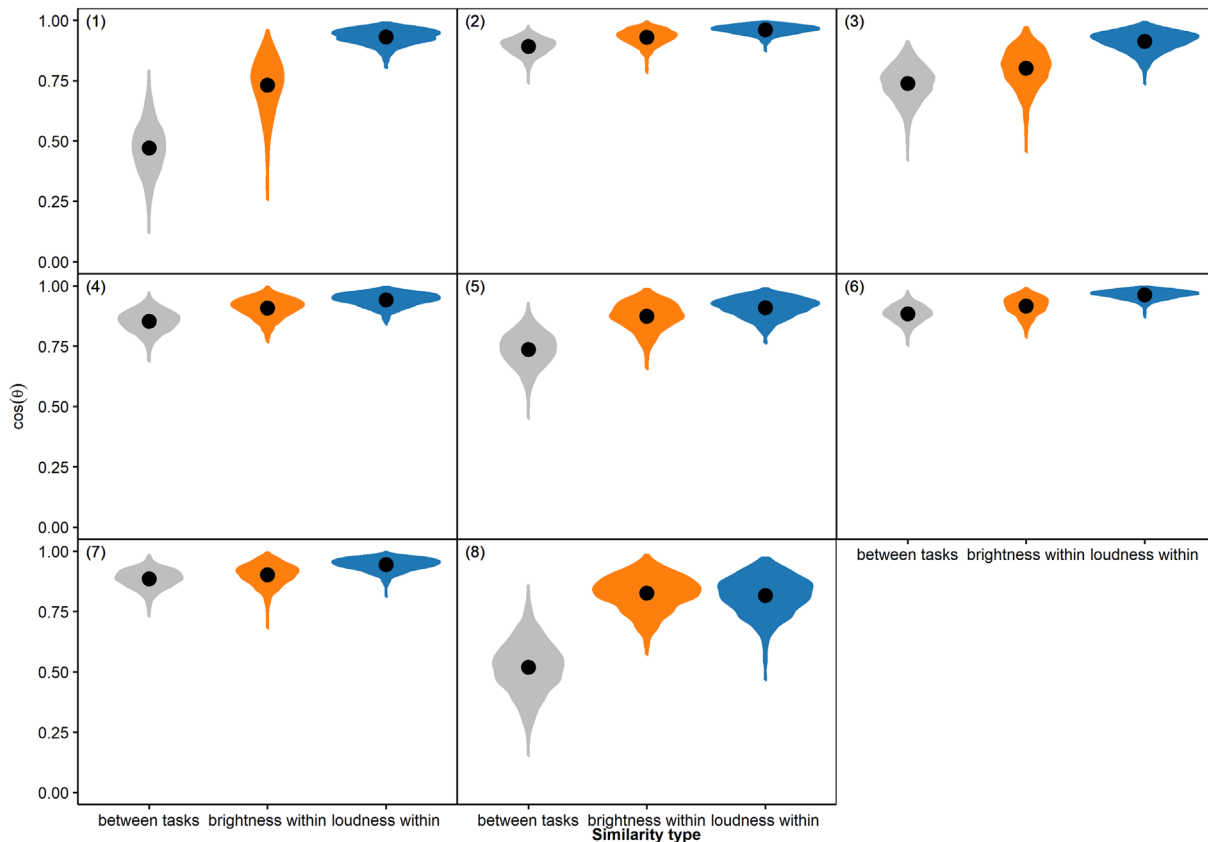 (1) (2) (3)
1.00
0.75
0.50
0.25
0.00
(4) (5) (6)
1.00
0.75
0.50
0.25
0.00
(7) (8)
1.00
0.75
0.50
0.25
0.00
cos(θ)
between tasks brightness within loudness within
between tasks brightness within loudness within
between tasks brightness within loudness within
Similarity type